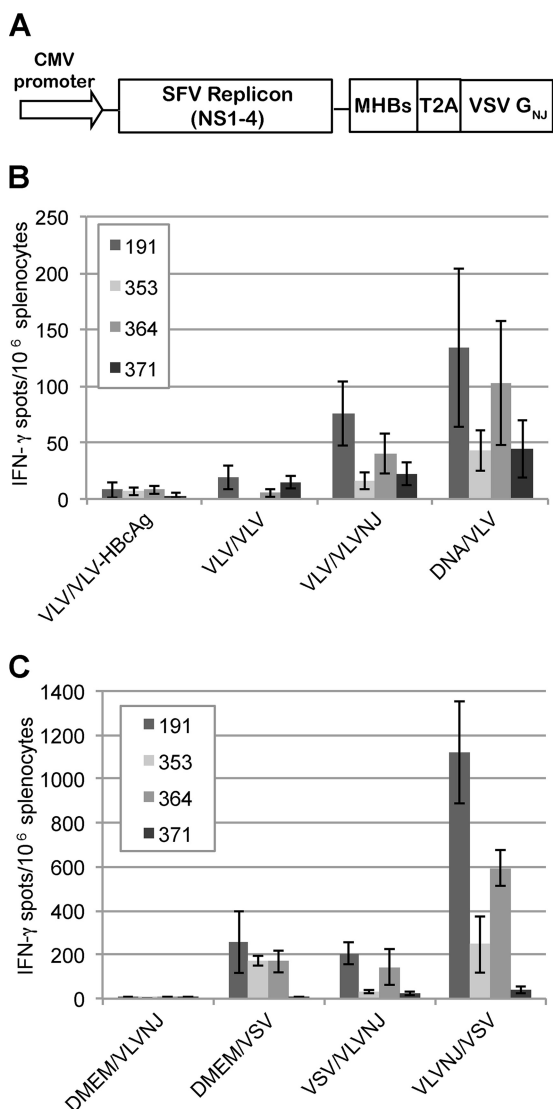 A
CMV
promoter
SFV Replicon
(NS1-4)
MHBs
T2A
VSV GNJ
B
IFN-γ spots/10 6 splenocytes
250
200
150
100
50
0
191
353
364
371
VLV/VLV-HBcAg
VLV/VLV
VLV/VLVNJ
DNA/VLV
C
IFN-γ spots/10 6 splenocytes
1400
1200
1000
800
600
400
200
0
191
353
364
371
DMEM/VLVNJ
DMEM/VSV
VSV/VLVNJ
VLVNJ/VSV